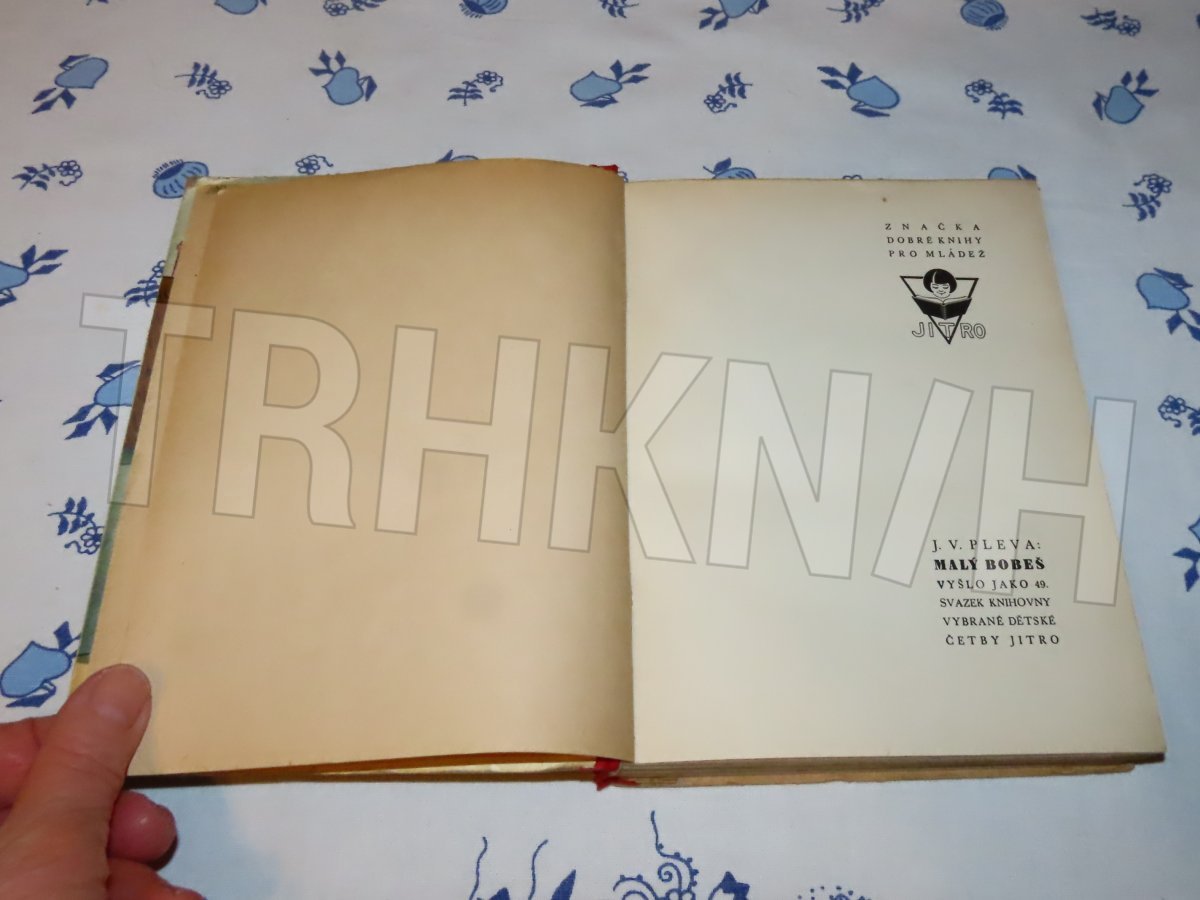 ZNAČKA
DOBRÉ KNIHY
PRO MLÁDEŽ
JITRO
TRHKNIH
J. V. PLEVA:
MALÝ BOBEŠ
VYŠLO JAKO 49.
SVAZEK KNIHOVNY
VYBRANÉ DĚTSKÉ
ČETBY JITRO